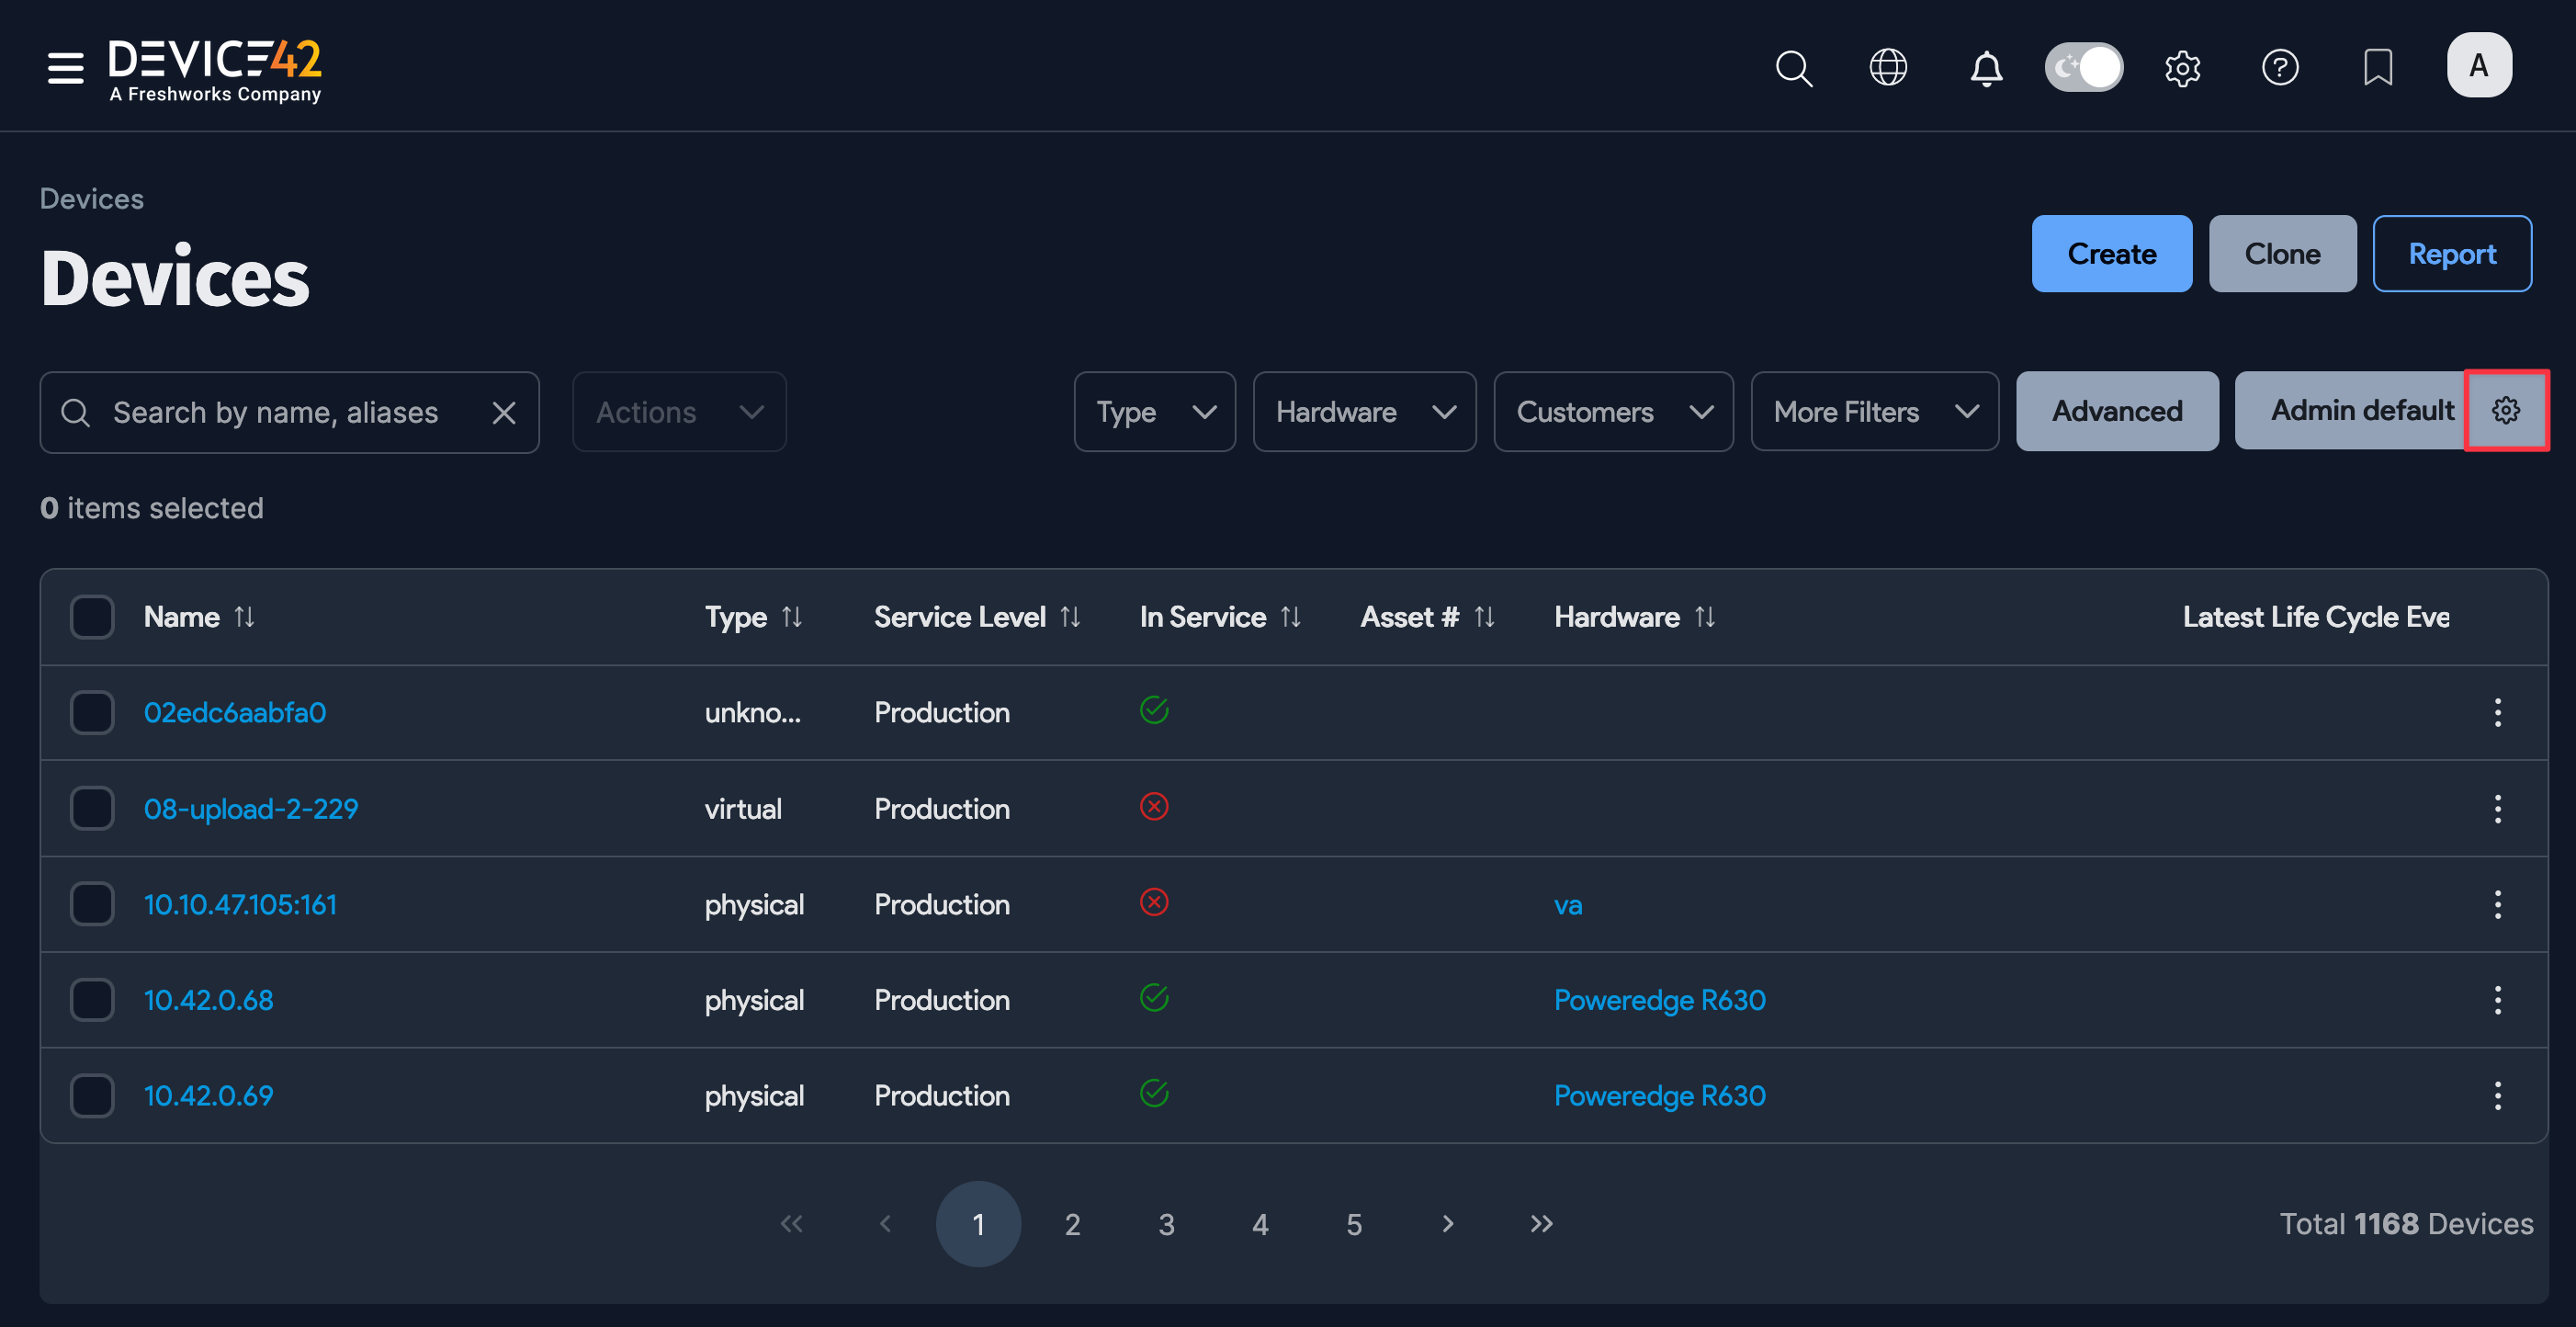 DEVICE42
A Freshworks Company
A
Devices
Devices
Create Clone Report
Search by name, aliases Actions Type Hardware Customers More Filters Advanced Admin default
0 items selected
Name Type Service Level In Service Asset # Hardware Latest Life Cycle Eve
02edc6aabfa0 unkno... Production
08-upload-2-229 virtual Production
10.10.47.105:161 physical Production va
10.42.0.68 physical Production Poweredge R630
10.42.0.69 physical Production Poweredge R630
1 2 3 4 5 Total 1168 Devices